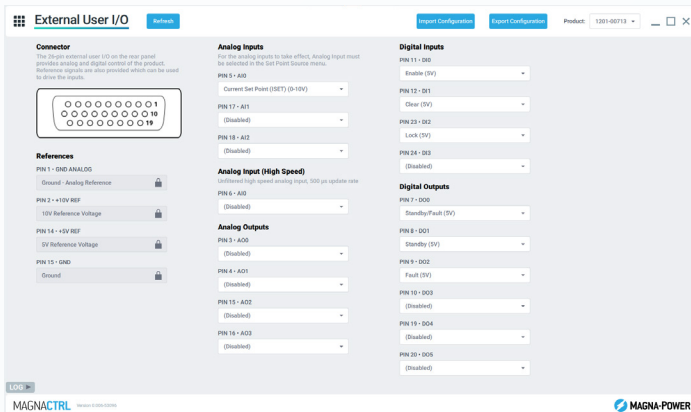 External User I/O
Refresh
Import Configuration
Export Configuration
Product:
1201-00713
Connector
The 26-pin external user I/O on the rear panel
provides analog and digital control of the product.
Reference signals are also provided which can be used
to drive the inputs.
1
10
19
References
PIN 1 • GND ANALOG
Ground - Analog Reference
PIN 2 • +10V REF
10V Reference Voltage
PIN 14 • +5V REF
5V Reference Voltage
PIN 15 • GND
Ground
Analog Inputs
For the analog inputs to take effect, Analog Input must
be selected in the Set Point Source menu.
PIN 5 • AI0
Current Set Point (ISET) (0-10V)
PIN 17 • AI1
(Disabled)
PIN 18 • AI2
(Disabled)
Analog Input (High Speed)
Unfiltered high speed analog input, 500 µs update rate
PIN 6 • AI0
(Disabled)
Analog Outputs
PIN 3 • AO0
(Disabled)
PIN 4 • AO1
(Disabled)
PIN 15 • AO2
(Disabled)
PIN 16 • AO3
(Disabled)
Digital Inputs
PIN 11 • DI0
Enable (5V)
PIN 12 • DI1
Clear (5V)
PIN 23 • DI2
Lock (5V)
PIN 24 • DI3
(Disabled)
Digital Outputs
PIN 7 • DO0
Standby/Fault (5V)
PIN 8 • DO1
Standby (5V)
PIN 9 • DO2
Fault (5V)
PIN 10 • DO3
(Disabled)
PIN 19 • DO4
(Disabled)
PIN 20 • DO5
(Disabled)
LOG
MAGNACTRL
MAGNA-POWER